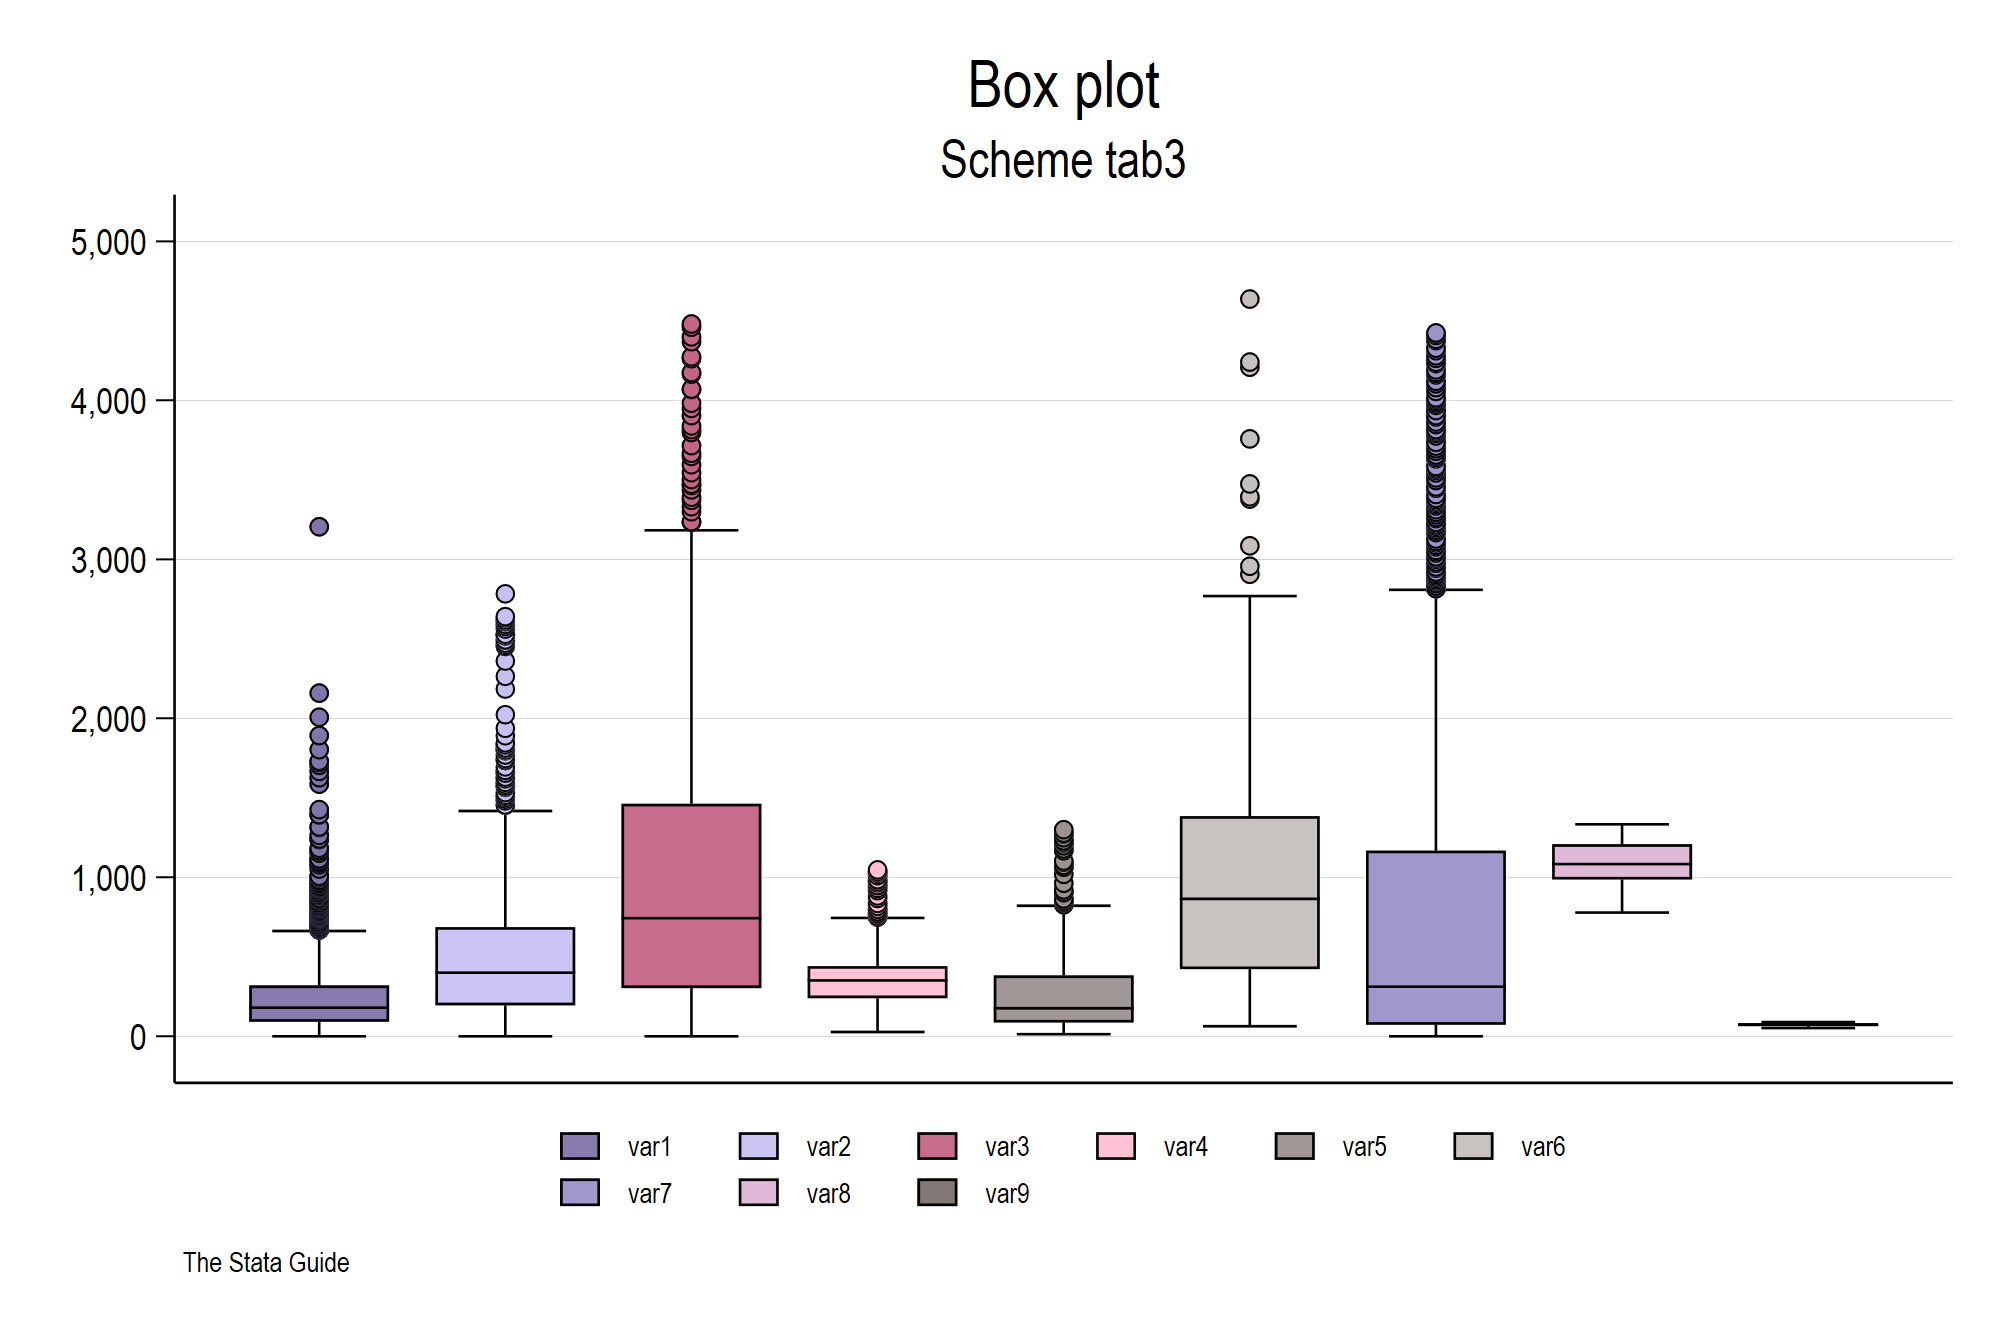 Box plot
Scheme tab3
5,000
4,000
3,000
2,000
1,000
0
var1 var2 var3 var4 var5 var6
var7 var8 var9
The Stata Guide